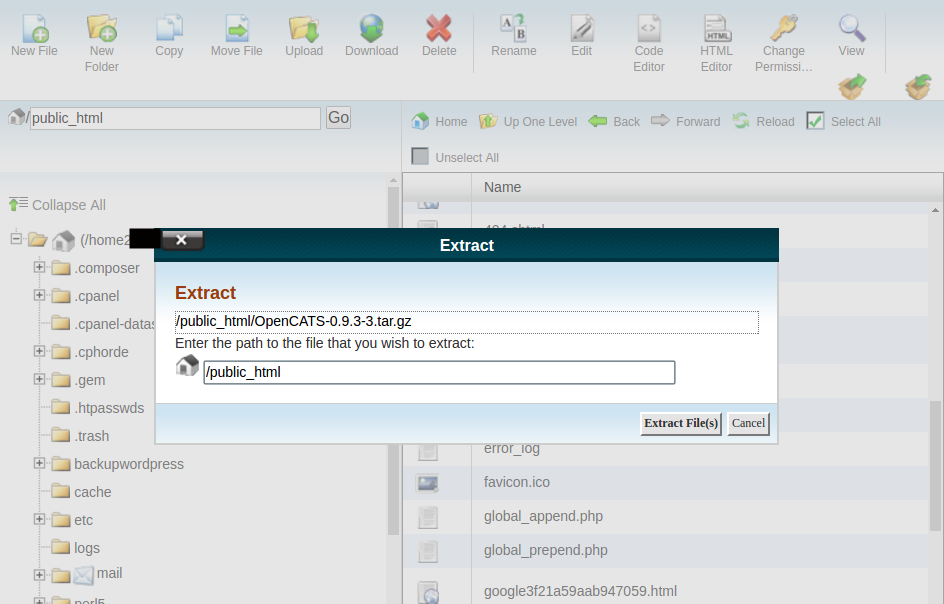 New File
New Folder
Copy
Move File
Upload
Download
Delete
Rename
Edit
Code Editor
HTML Editor
Change Permissi...
View
/
public_html
Go
Home
Up One Level
Back
Forward
Reload
Select All
Unselect All
Collapse All
Name
(/home2
.composer
.cpanel
.cpanel-datas
.cphorde
.gem
.htpasswds
.trash
backupwordpress
cache
etc
logs
mail
perl5
Extract
Extract
/public_html/OpenCATS-0.9.3-3.tar.gz
Enter the path to the file that you wish to extract:
/public_html
Extract File(s)
Cancel
error_log
favicon.ico
global_append.php
global_prepend.php
google3f21a59aab947059.html